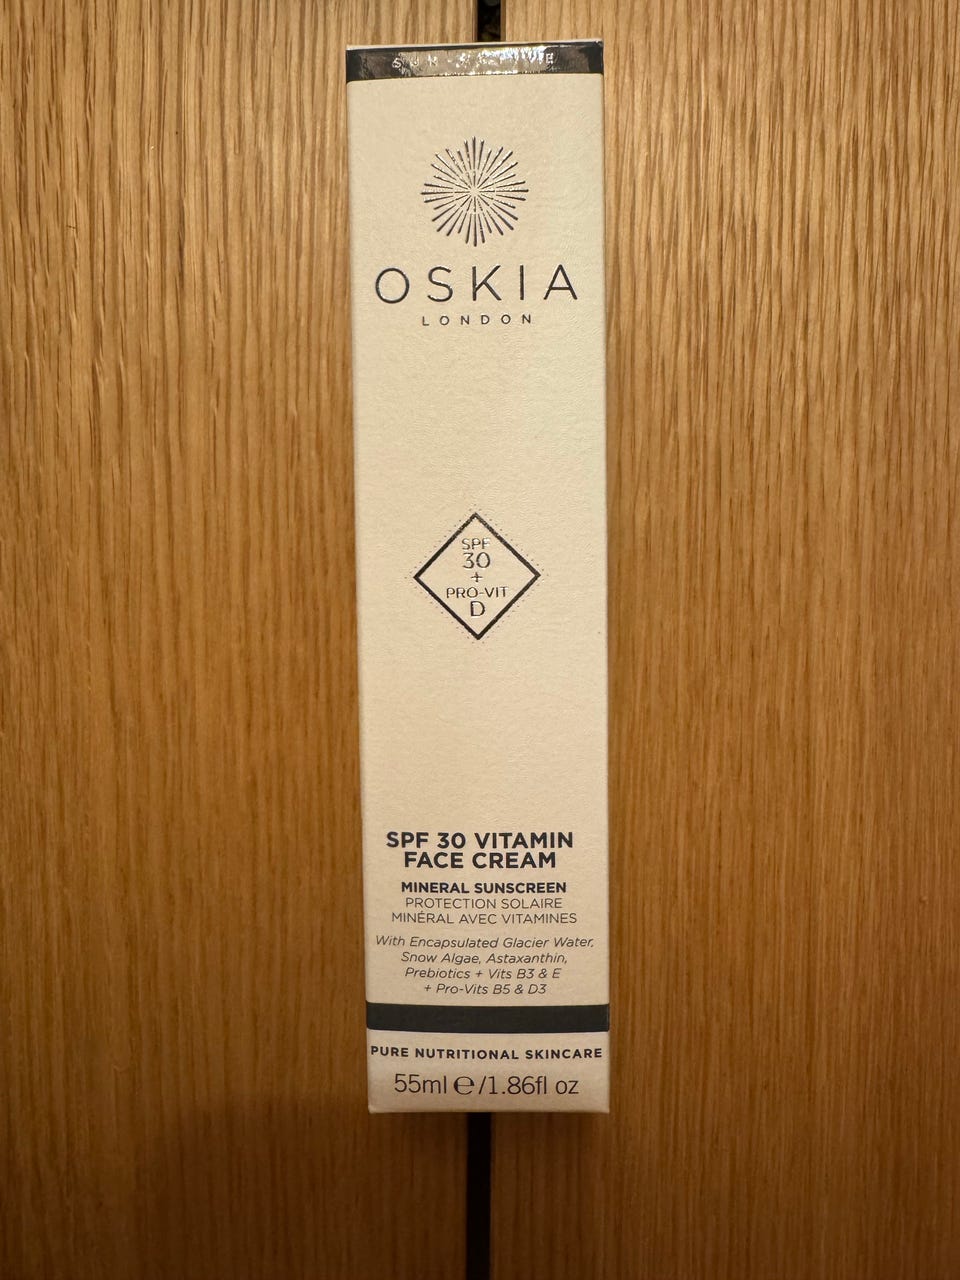 OSKIA
LONDON
SPF
30
+
PRO-VIT
D
SPF 30 VITAMIN
FACE CREAM
MINERAL SUNSCREEN
PROTECTION SOLAIRE
MINÉRAL AVEC VITAMINES
With Encapsulated Glacier Water,
Snow Algae, Astaxanthin,
Prebiotics + Vits B3 & E
+ Pro-Vits B5 & D3
PURE NUTRITIONAL SKINCARE
55ml ℮/1.86fl oz